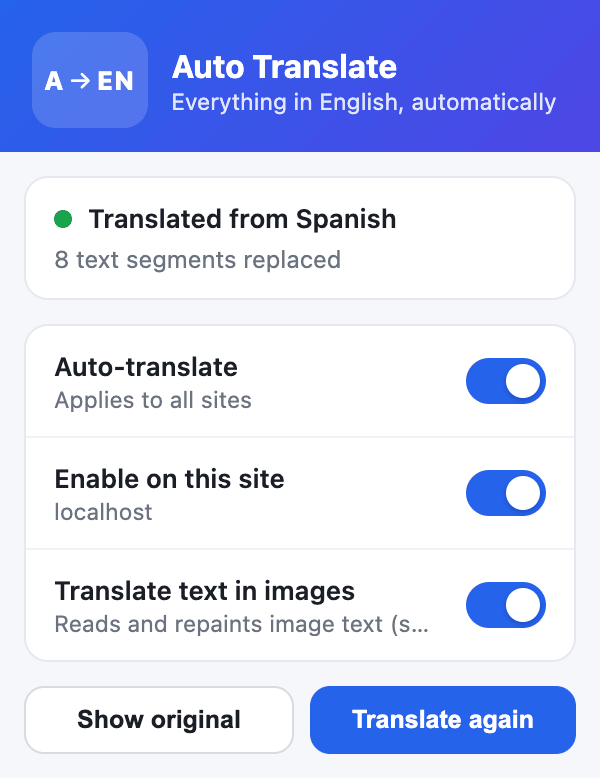 A → EN
Auto Translate
Everything in English, automatically
Translated from Spanish
8 text segments replaced
Auto-translate
Applies to all sites
Enable on this site
localhost
Translate text in images
Reads and repaints image text (s...
Show original
Translate again